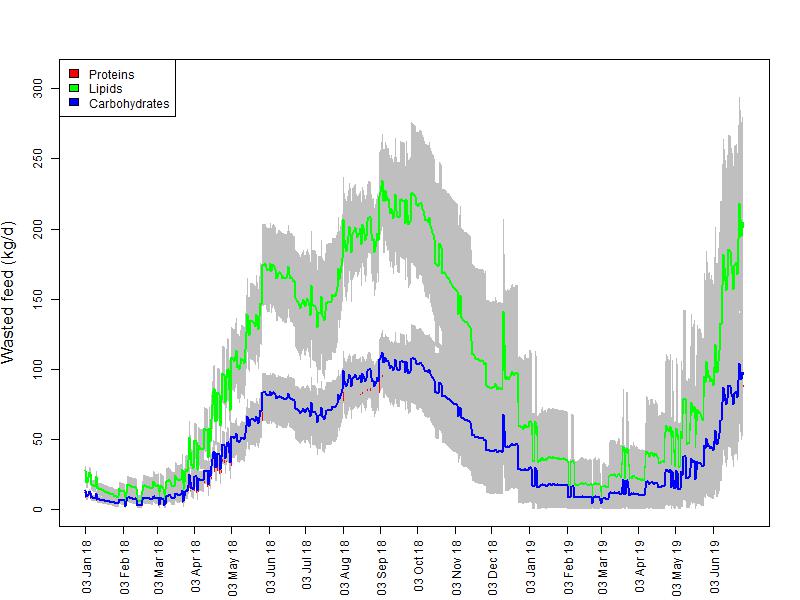 Proteins
Lipids
Carbohydrates
Wasted feed (kg/d)
300
250
200
150
100
50
0
03 Jan 18
03 Feb 18
03 Mar 18
03 Apr 18
03 May 18
03 Jun 18
03 Jul 18
03 Aug 18
03 Sep 18
03 Oct 18
03 Nov 18
03 Dec 18
03 Jan 19
03 Feb 19
03 Mar 19
03 Apr 19
03 May 19
03 Jun 19